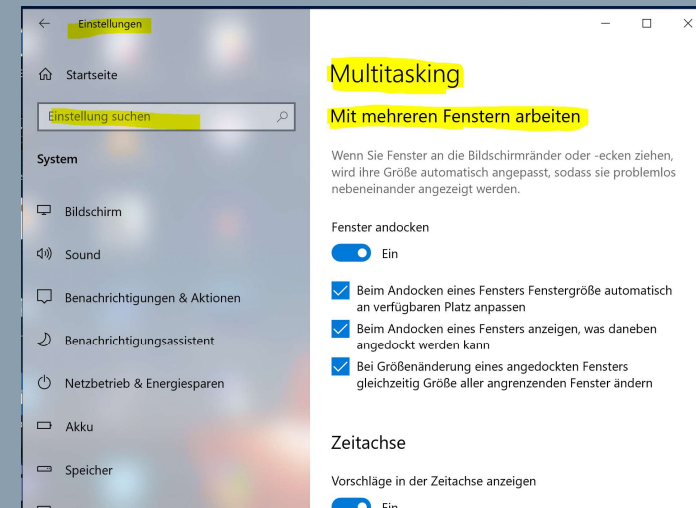 Einstellungen
Startseite
Einstellung suchen
System
Bildschirm
Sound
Benachrichtigungen & Aktionen
Benachrichtigungsassistent
Netzbetrieb & Energiesparen
Akku
Speicher
Multitasking
Mit mehreren Fenstern arbeiten
Wenn Sie Fenster an die Bildschirmränder oder -ecken ziehen,
wird ihre Größe automatisch angepasst, sodass sie problemlos
nebeneinander angezeigt werden.
Fenster andocken
Ein
Beim Andocken eines Fensters Fenstergröße automatisch
an verfügbaren Platz anpassen
Beim Andocken eines Fensters anzeigen, was daneben
angedockt werden kann
Bei Größenänderung eines angedockten Fensters
gleichzeitig Größe aller angrenzenden Fenster ändern
Zeitachse
Vorschläge in der Zeitachse anzeigen
Ein